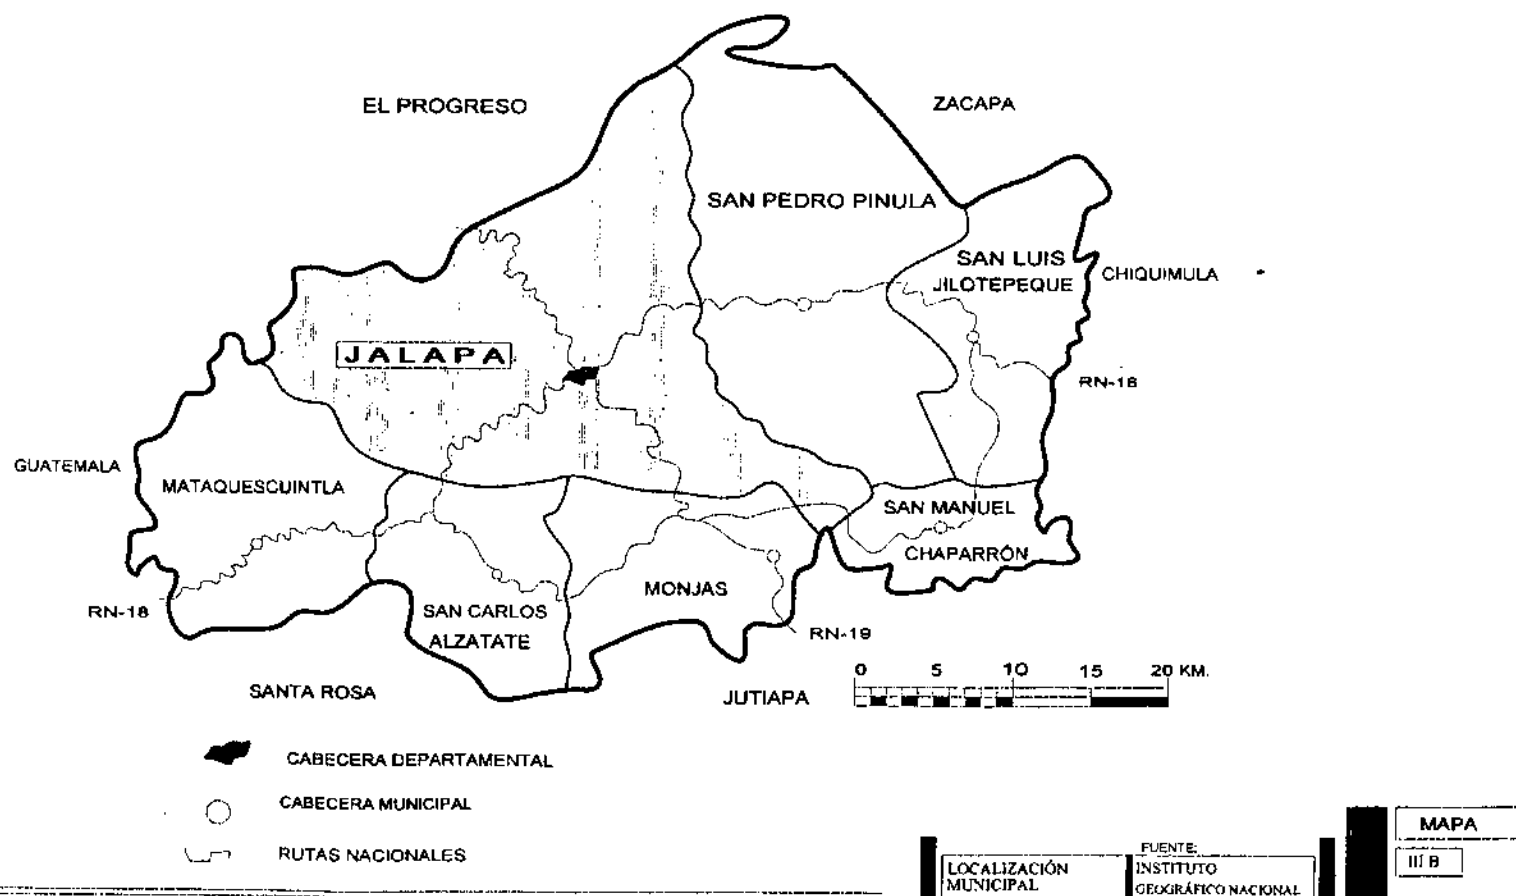 EL PROGRESO
ZACAPA
SAN PEDRO PINULA
SAN LUIS
JILOTEPEQUE
CHIQUIMULA
JALAPA
RN-18
GUATEMALA
MATAQUESCUINTLA
SAN MANUEL
CHAPARRÓN
MONJAS
RN-18
SAN CARLOS
ALZATATE
RN-19
SANTA ROSA
JUTIAPA
0 5 10 15 20 KM.
CABECERA DEPARTAMENTAL
CABECERA MUNICIPAL
RUTAS NACIONALES
LOCALIZACIÓN
MUNICIPAL
FUENTE:
INSTITUTO
GEOGRÁFICO NACIONAL
MAPA
III B